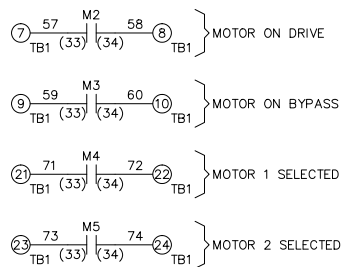 M2
57 58
7 8 MOTOR ON DRIVE
TB1 (33) (34) TB1
M3
59 60
9 10 MOTOR ON BYPASS
TB1 (33) (34) TB1
M4
71 72
21 22 MOTOR 1 SELECTED
TB1 (33) (34) TB1
M5
73 74
23 24 MOTOR 2 SELECTED
TB1 (33) (34) TB1